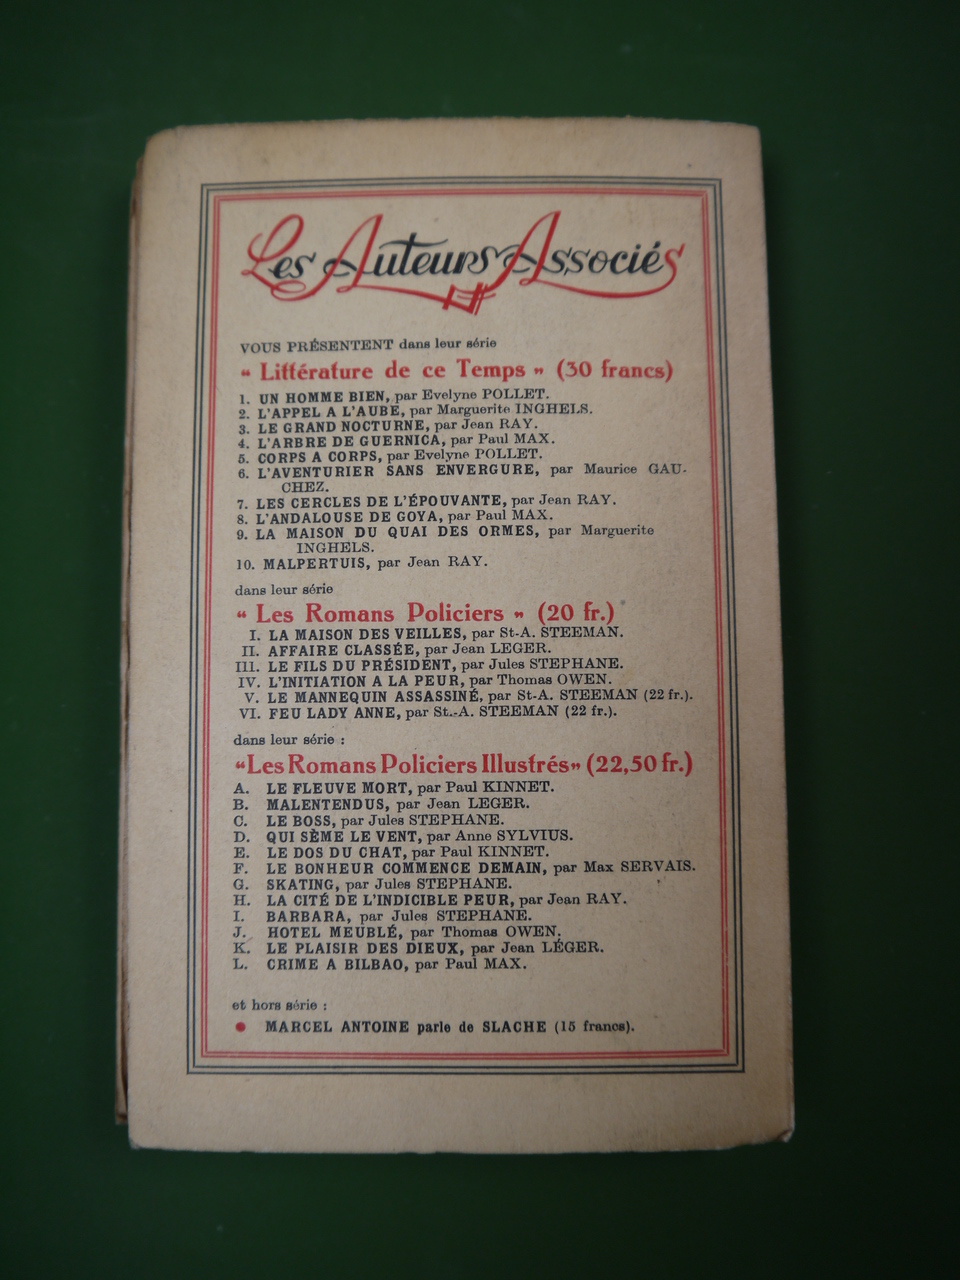 Les Auteurs Associés
VOUS PRÉSENTENT dans leur série
“ Littérature de ce Temps „ (30 francs)
1. UN HOMME BIEN, par Evelyne POLLET.
2. L'APPEL A L'AUBE, par Marguerite INGHELS.
3. LE GRAND NOCTURNE, par Jean RAY.
4. L'ARBRE DE GUERNICA, par Paul MAX.
5. CORPS A CORPS, par Evelyne POLLET.
6. L'AVENTURIER SANS ENVERGURE, par Maurice GAU-
CHEZ.
7. LES CERCLES DE L'ÉPOUVANTE, par Jean RAY.
8. L'ANDALOUSE DE GOYA, par Paul MAX.
9. LA MAISON DU QUAI DES ORMES, par Marguerite
INGHELS.
10. MALPERTUIS, par Jean RAY.
dans leur série
“ Les Romans Policiers „ (20 fr.)
I. LA MAISON DES VEILLES, par St-A. STEEMAN.
II. AFFAIRE CLASSÉE, par Jean LEGER.
III. LE FILS DU PRÉSIDENT, par Jules STEPHANE.
IV. L'INITIATION A LA PEUR, par Thomas OWEN.
V. LE MANNEQUIN ASSASSINÉ, par St-A. STEEMAN (22 fr.).
VI. FEU LADY ANNE, par St.-A. STEEMAN (22 fr.).
dans leur série :
“Les Romans Policiers Illustrés„ (22,50 fr.)
A. LE FLEUVE MORT, par Paul KINNET.
B. MALENTENDUS, par Jean LEGER.
C. LE BOSS, par Jules STEPHANE.
D. QUI SÈME LE VENT, par Anne SYLVIUS.
E. LE DOS DU CHAT, par Paul KINNET.
F. LE BONHEUR COMMENCE DEMAIN, par Max SERVAIS.
G. SKATING, par Jules STEPHANE.
H. LA CITÉ DE L'INDICIBLE PEUR, par Jean RAY.
I. BARBARA, par Jules STEPHANE.
J. HOTEL MEUBLÉ, par Thomas OWEN.
K. LE PLAISIR DES DIEUX, par Jean LÉGER.
L. CRIME A BILBAO, par Paul MAX.
et hors série :
● MARCEL ANTOINE parle de SLACHE (15 francs).